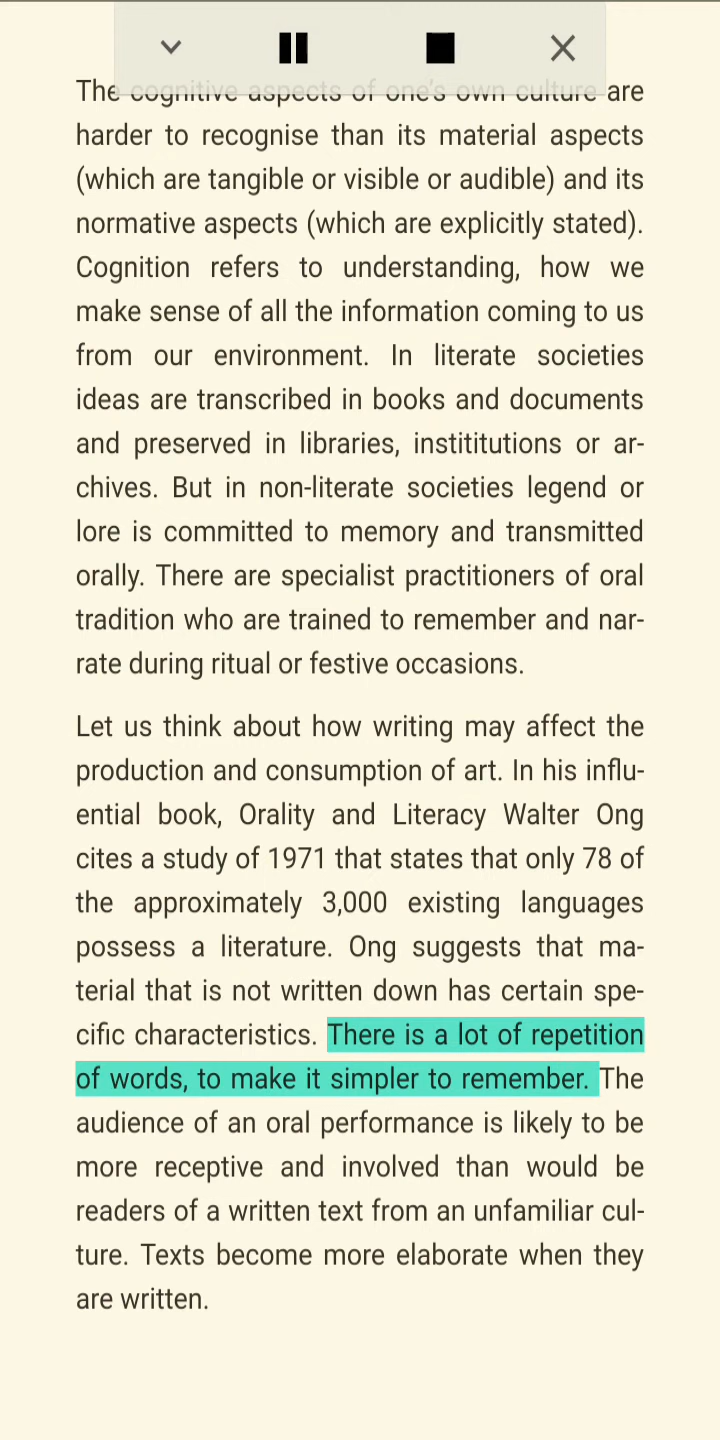 The cognitive aspects of one's own culture are
harder to recognise than its material aspects
(which are tangible or visible or audible) and its
normative aspects (which are explicitly stated).
Cognition refers to understanding, how we
make sense of all the information coming to us
from our environment. In literate societies
ideas are transcribed in books and documents
and preserved in libraries, instititutions or ar-
chives. But in non-literate societies legend or
lore is committed to memory and transmitted
orally. There are specialist practitioners of oral
tradition who are trained to remember and nar-
rate during ritual or festive occasions.
Let us think about how writing may affect the
production and consumption of art. In his influ-
ential book, Orality and Literacy Walter Ong
cites a study of 1971 that states that only 78 of
the approximately 3,000 existing languages
possess a literature. Ong suggests that ma-
terial that is not written down has certain spe-
cific characteristics. There is a lot of repetition
of words, to make it simpler to remember. The
audience of an oral performance is likely to be
more receptive and involved than would be
readers of a written text from an unfamiliar cul-
ture. Texts become more elaborate when they
are written.